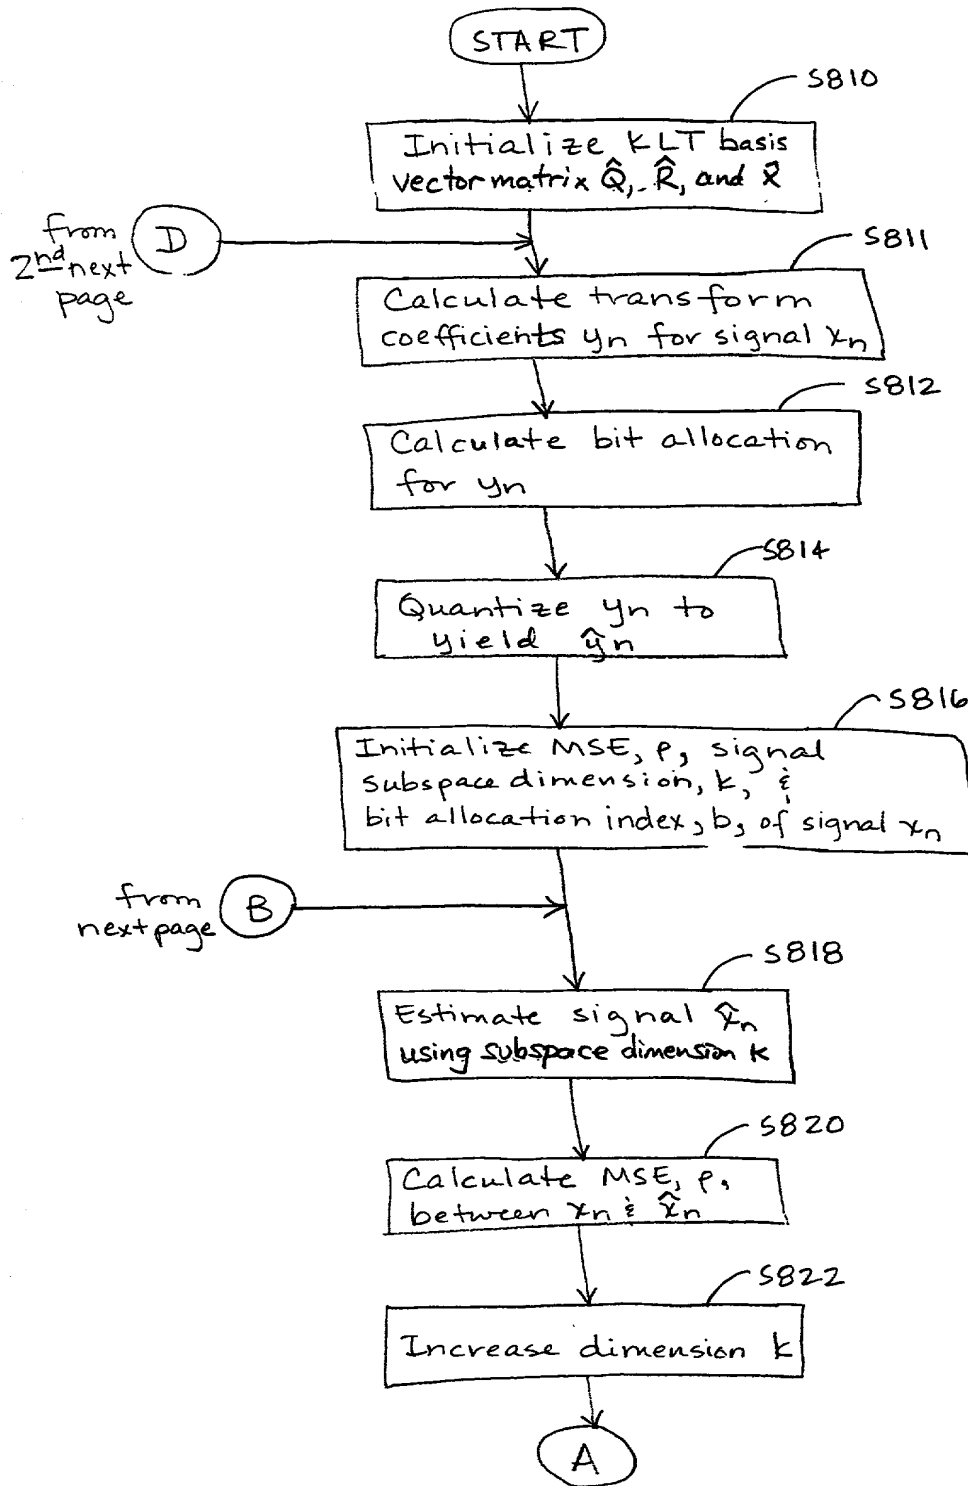 START
S810
Initialize KLT basis
vector matrix Q̂, R̂, and x̂
from
2nd next
page
D
S811
Calculate transform
coefficients yn for signal xn
S812
Calculate bit allocation
for yn
S814
Quantize yn to
yield ŷn
S816
Initialize MSE, ρ, signal
subspace dimension, k, &
bit allocation index, b, of signal xn
from
next page
B
S818
Estimate signal x̂n
using subspace dimension k
S820
Calculate MSE, ρ,
between xn & x̂n
S822
Increase dimension k
A